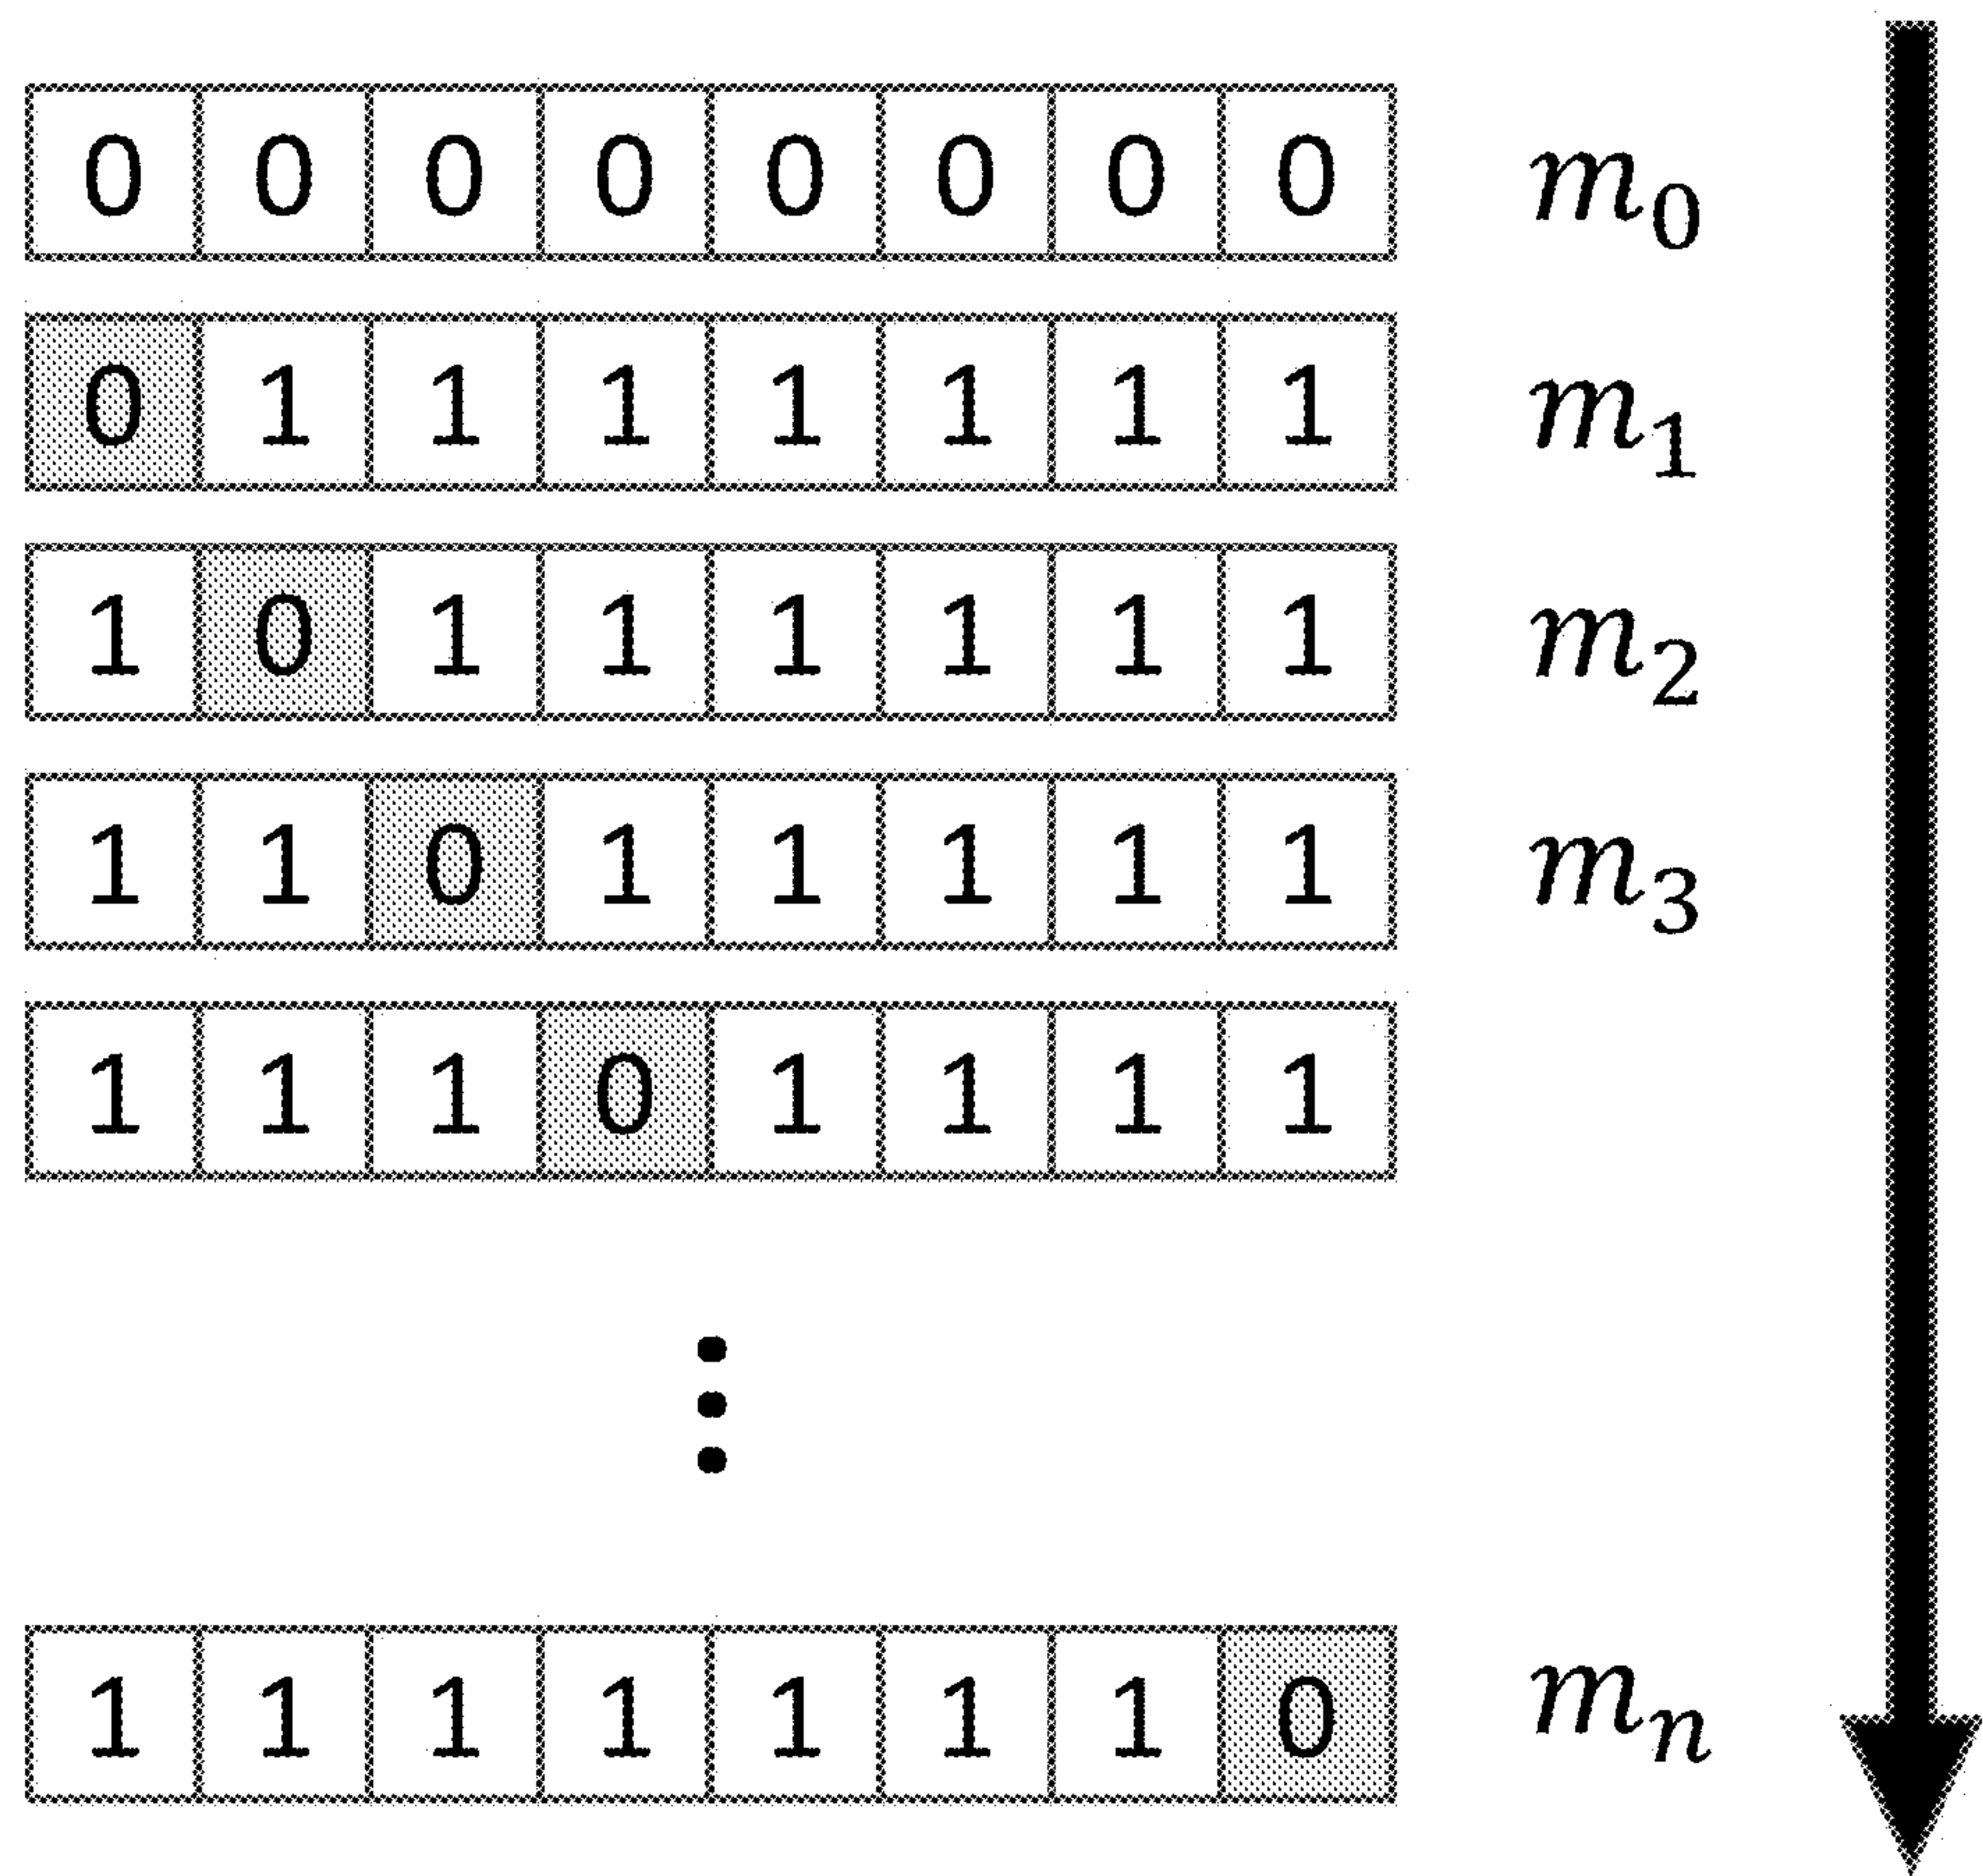 0 0 0 0 0 0 0 0 m₀
0 1 1 1 1 1 1 1 m₁
1 0 1 1 1 1 1 1 m₂
1 1 0 1 1 1 1 1 m₃
1 1 1 0 1 1 1 1
⋮
1 1 1 1 1 1 1 0 mₙ